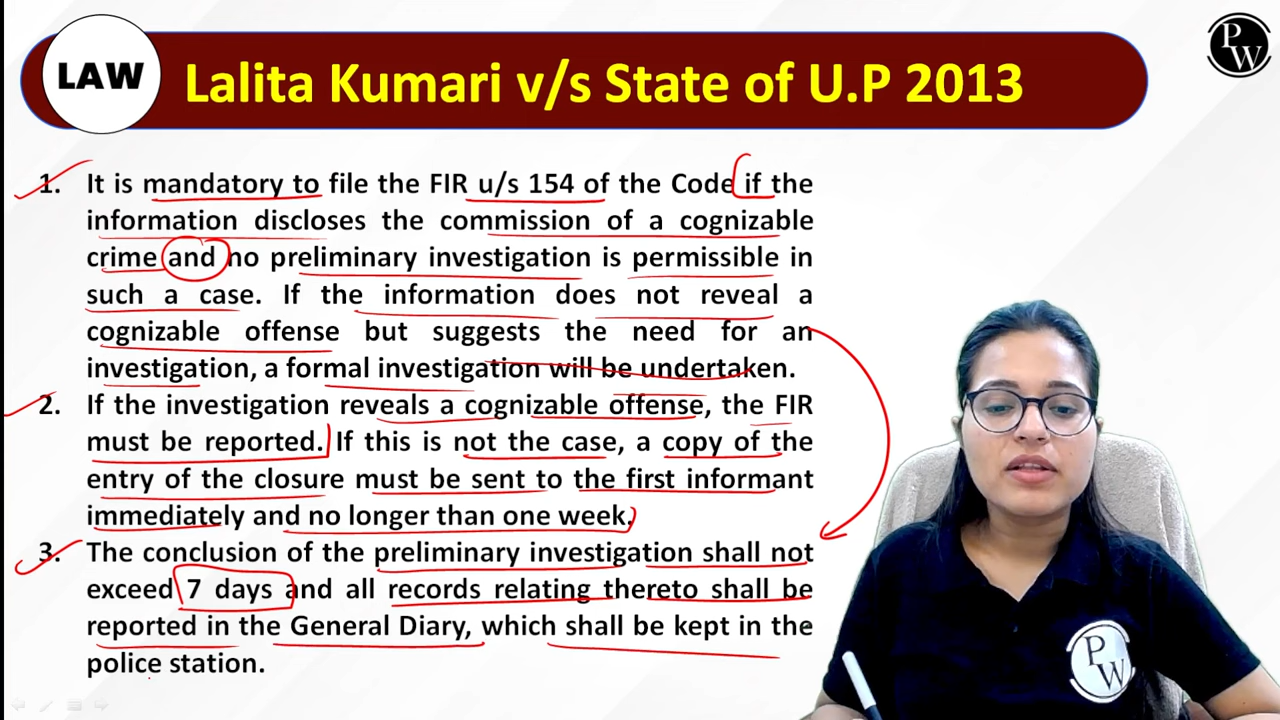 LAW
Lalita Kumari v/s State of U.P 2013
PW
1. It is mandatory to file the FIR u/s 154 of the Code if the
information discloses the commission of a cognizable
crime and no preliminary investigation is permissible in
such a case. If the information does not reveal a
cognizable offense but suggests the need for an
investigation, a formal investigation will be undertaken.
2. If the investigation reveals a cognizable offense, the FIR
must be reported. If this is not the case, a copy of the
entry of the closure must be sent to the first informant
immediately and no longer than one week.
3. The conclusion of the preliminary investigation shall not
exceed 7 days and all records relating thereto shall be
reported in the General Diary, which shall be kept in the
police station.
PW